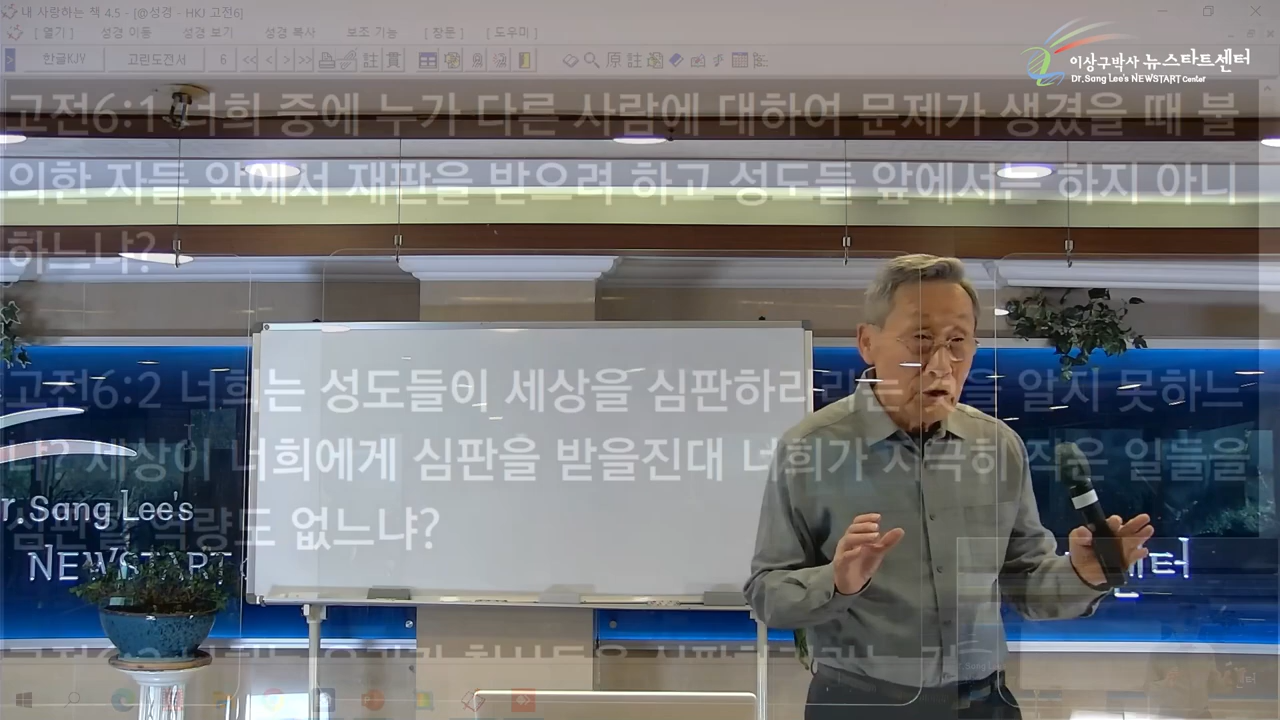 내 사랑하는 책 4.5 - [@성경 - HKJ 고전6]
[ 열기 ] 성경 이동 성경 보기 성경 복사 보조 기능 [ 창문 ] [ 도우미 ]
한글KJV 고린도전서 6 << < > >> 註 原 註
이상구박사 뉴스타트센터
Dr. Sang Lee's NEWSTART Center
고전6:1 너희 중에 누가 다른 사람에 대하여 문제가 생겼을 때 불
의한 자들 앞에서 재판을 받으려 하고 성도들 앞에서는 하지 아니
하느냐?
고전6:2 너희는 성도들이 세상을 심판하리라는 것을 알지 못하느
냐? 세상이 너희에게 심판을 받을진대 너희가 지극히 작은 일들을
심판할 역량도 없느냐?
Dr. Sang Lee's
NEWSTART
센터